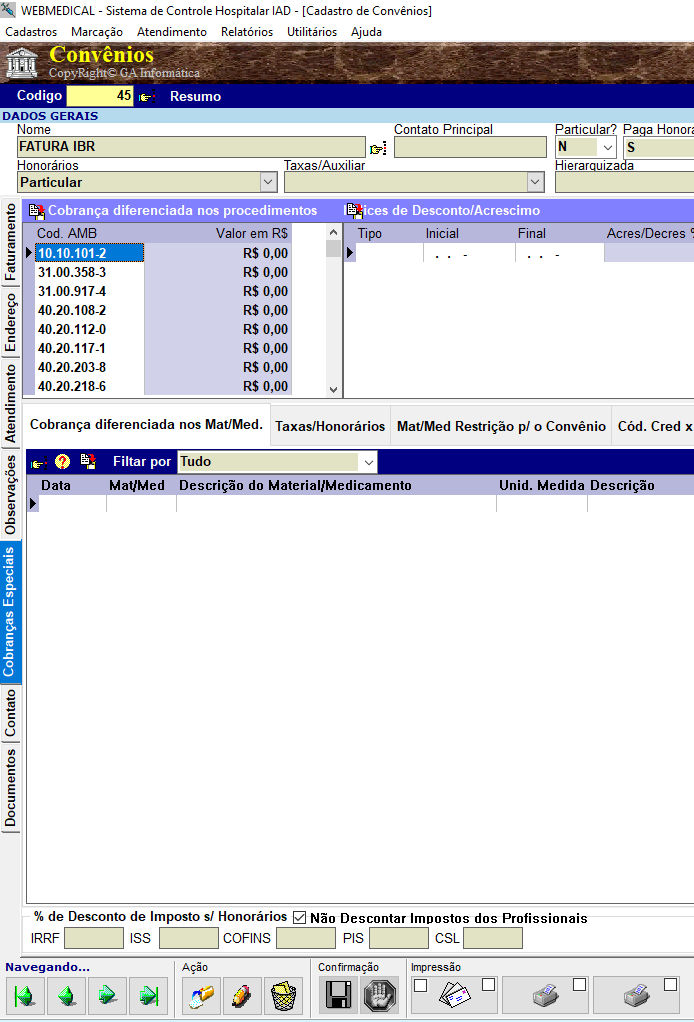 WEBMEDICAL - Sistema de Controle Hospitalar IAD - [Cadastro de Convênios]
Cadastros Marcação Atendimento Relatórios Utilitários Ajuda
Convênios
CopyRight© GA Informática
Codigo 45 Resumo
DADOS GERAIS
Nome Contato Principal Particular? Paga Honora
FATURA IBR N S
Honorários Taxas/Auxiliar Hierarquizada
Particular
Cobrança diferenciada nos procedimentos
Cod. AMB Valor em R$
10.10.101-2 R$ 0,00
31.00.358-3 R$ 0,00
31.00.917-4 R$ 0,00
40.20.108-2 R$ 0,00
40.20.112-0 R$ 0,00
40.20.117-1 R$ 0,00
40.20.203-8 R$ 0,00
40.20.218-6 R$ 0,00
ices de Desconto/Acrescimo
Tipo Inicial Final Acres/Decres %
. . - . . -
Faturamento
Endereço
Atendimento
Observações
Cobranças Especiais
Contato
Documentos
Cobrança diferenciada nos Mat/Med. Taxas/Honorários Mat/Med Restrição p/ o Convênio Cód. Cred x
Filtar por Tudo
Data Mat/Med Descrição do Material/Medicamento Unid. Medida Descrição
% de Desconto de Imposto s/ Honorários Não Descontar Impostos dos Profissionais
IRRF ISS COFINS PIS CSL
Navegando... Ação Confirmação Impressão